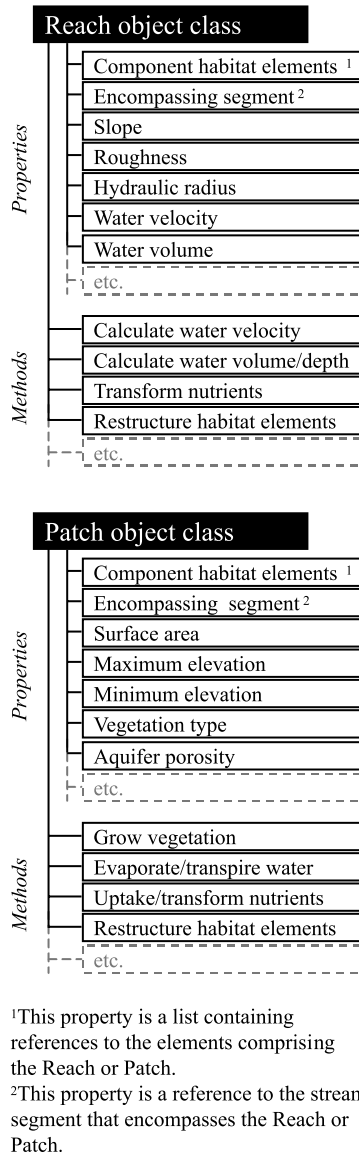 Reach object class
Properties
Component habitat elements 1
Encompassing segment 2
Slope
Roughness
Hydraulic radius
Water velocity
Water volume
etc.
Methods
Calculate water velocity
Calculate water volume/depth
Transform nutrients
Restructure habitat elements
etc.
Patch object class
Properties
Component habitat elements 1
Encompassing segment 2
Surface area
Maximum elevation
Minimum elevation
Vegetation type
Aquifer porosity
etc.
Methods
Grow vegetation
Evaporate/transpire water
Uptake/transform nutrients
Restructure habitat elements
etc.
1This property is a list containing
references to the elements comprising
the Reach or Patch.
2This property is a reference to the stream
segment that encompasses the Reach or
Patch.